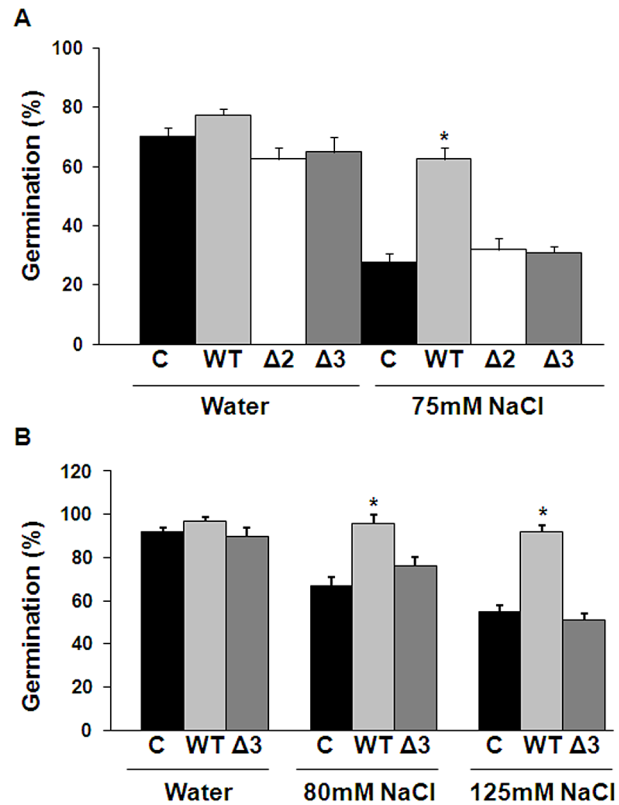 A
Germination (%)
100
80
60
40
20
0
*
C WT Δ2 Δ3 C WT Δ2 Δ3
Water 75mM NaCl
B
Germination (%)
120
100
80
60
40
20
0
* *
C WT Δ3 C WT Δ3 C WT Δ3
Water 80mM NaCl 125mM NaCl